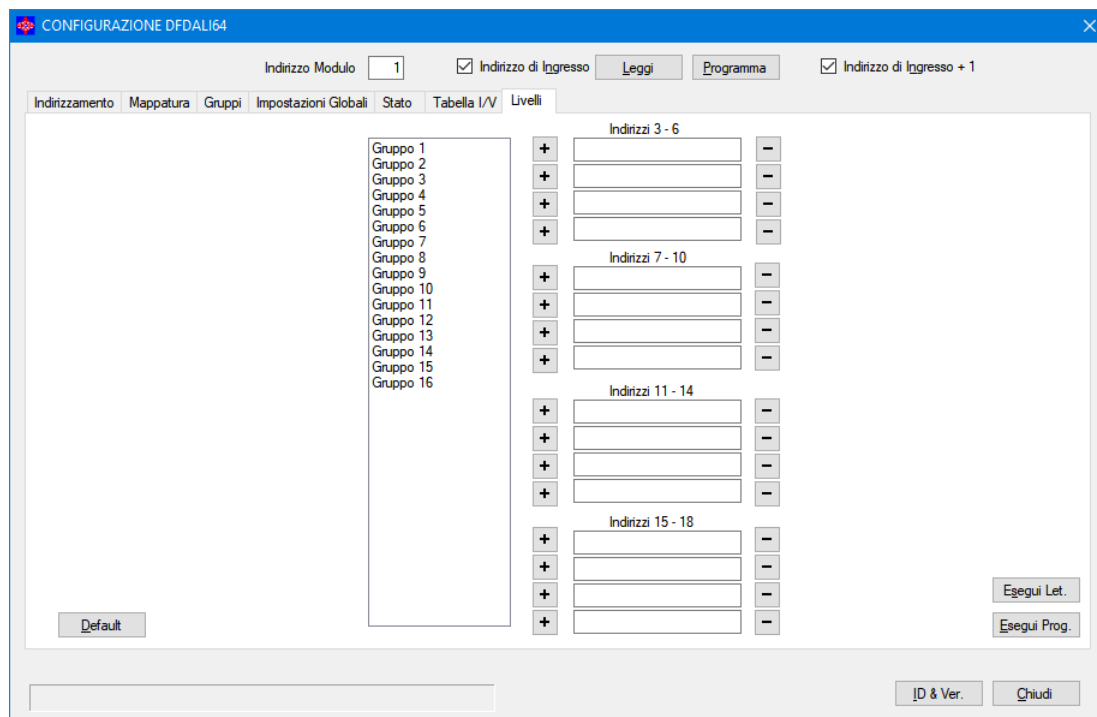 CONFIGURAZIONE DFDALI64
Indirizzo Modulo 1 Indirizzo di Ingresso Leggi Programma Indirizzo di Ingresso + 1
Indirizzamento Mappatura Gruppi Impostazioni Globali Stato Tabella I/V Livelli
Gruppo 1
Gruppo 2
Gruppo 3
Gruppo 4
Gruppo 5
Gruppo 6
Gruppo 7
Gruppo 8
Gruppo 9
Gruppo 10
Gruppo 11
Gruppo 12
Gruppo 13
Gruppo 14
Gruppo 15
Gruppo 16
Indirizzi 3 - 6
+ −
+ −
+ −
+ −
Indirizzi 7 - 10
+ −
+ −
+ −
+ −
Indirizzi 11 - 14
+ −
+ −
+ −
+ −
Indirizzi 15 - 18
+ −
+ −
+ −
+ −
Default
Esegui Let.
Esegui Prog.
ID & Ver. Chiudi